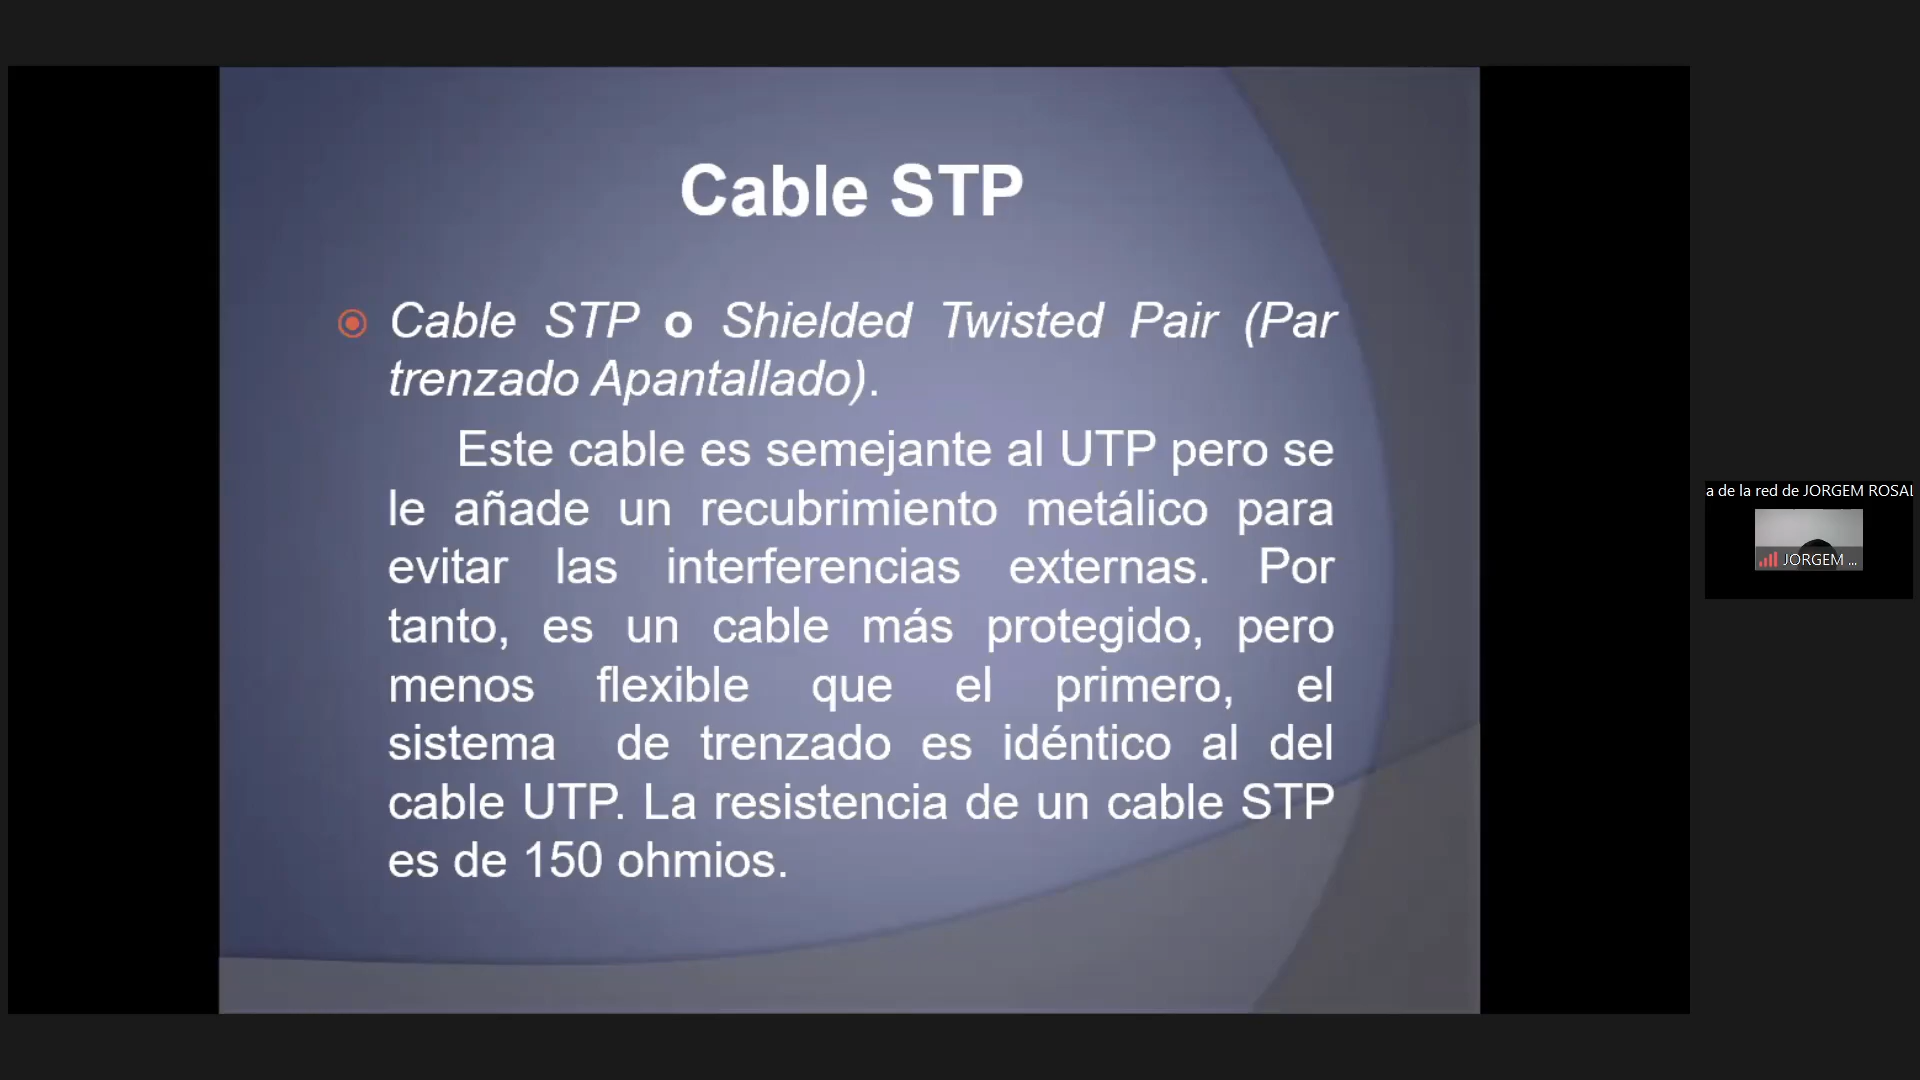 Cable STP
Cable STP o Shielded Twisted Pair (Par
trenzado Apantallado).
Este cable es semejante al UTP pero se
le añade un recubrimiento metálico para
evitar las interferencias externas. Por
tanto, es un cable más protegido, pero
menos flexible que el primero, el
sistema de trenzado es idéntico al del
cable UTP. La resistencia de un cable STP
es de 150 ohmios.
a de la red de JORGEM ROSAL
JORGEM ...